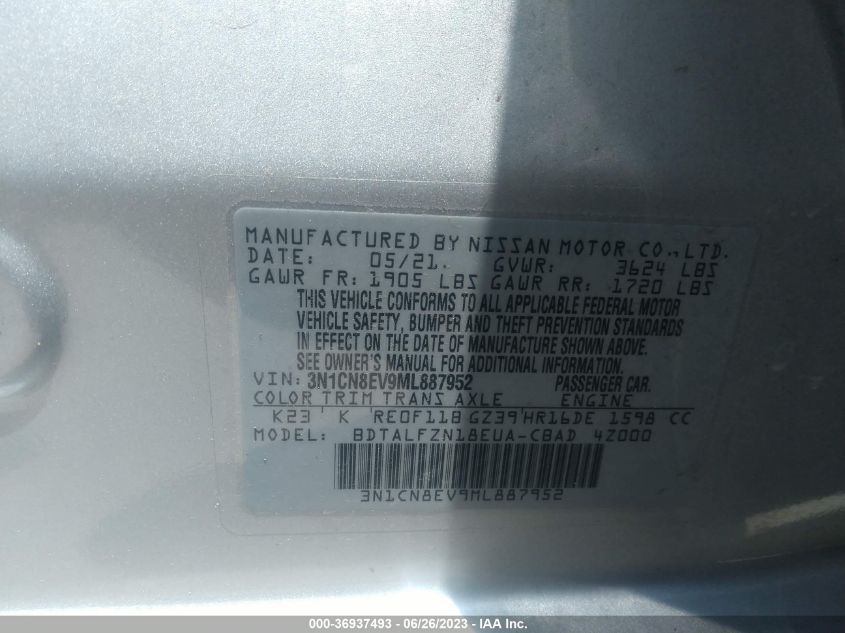 MANUFACTURED BY NISSAN MOTOR CO., LTD.
DATE: 05/21. GVWR: 3624 LBS
GAWR FR: 1905 LBS GAWR RR: 1720 LBS
THIS VEHICLE CONFORMS TO ALL APPLICABLE FEDERAL MOTOR
VEHICLE SAFETY, BUMPER AND THEFT PREVENTION STANDARDS
IN EFFECT ON THE DATE OF MANUFACTURE SHOWN ABOVE.
SEE OWNER'S MANUAL FOR ADDITIONAL INFORMATION.
VIN: 3N1CN8EV9ML887952 PASSENGER CAR.
COLOR TRIM TRANS AXLE ENGINE
K23 K RE0F11B GZ39 HR16DE 1598 CC
MODEL: BDTALFZN18EUA-CBAD 4Z000
3N1CN8EV9ML887952
000-36937493 - 06/26/2023 - IAA Inc.